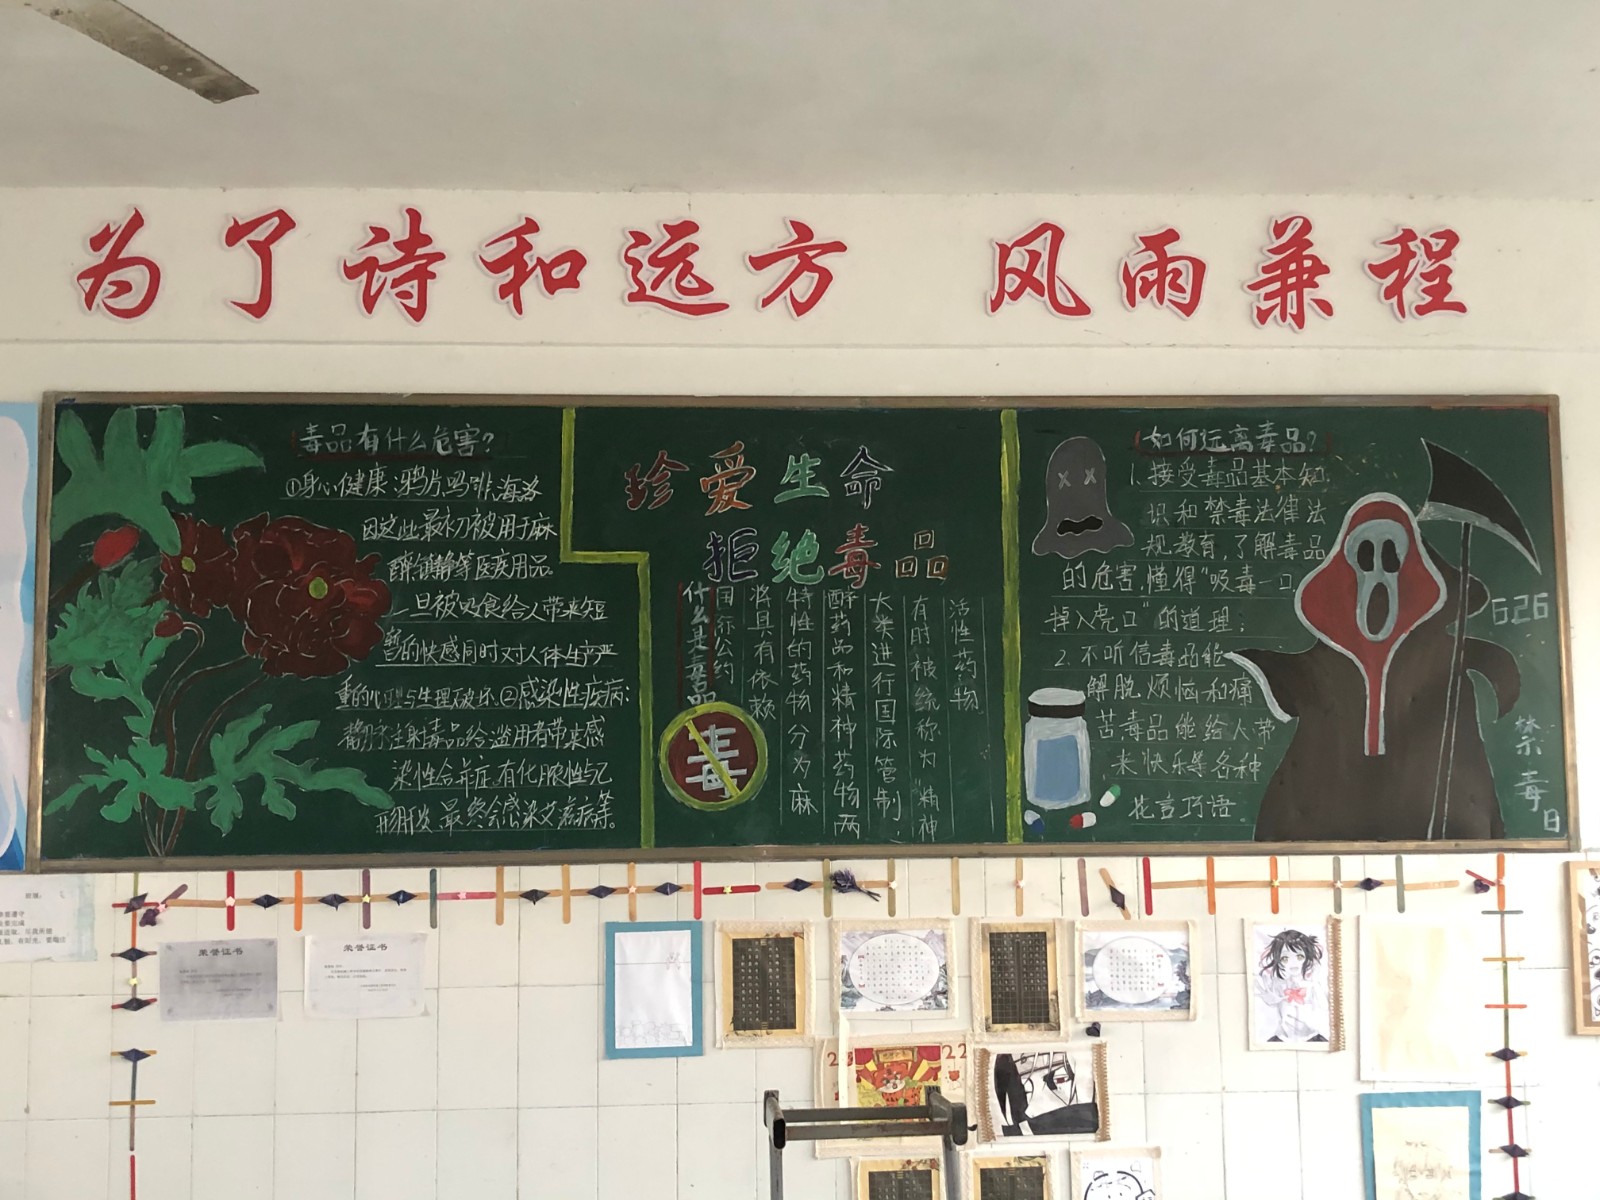 为了诗和远方 风雨兼程
毒品有什么危害?
①身心健康:鸦片,吗啡,海洛
因这些最初被用于麻
醉、镇静等医疗用品
一旦被吸食给人带来短
暂的快感同时对人体生产严
重的心理与生理破坏。②感染性疾病:
静脉注射毒品给滥用者带来感
染性合并症,有化脓性与乙
形肝炎,最终会感染艾滋病等。
珍爱生命
拒绝毒品
什么是毒品
国际公约
将具有依赖
特性的药物分为麻
醉药品和精神药物两
大类进行国际管制,
有时被统称为“精神
活性药物
毒
如何远离毒品?
1.接受毒品基本知
识和禁毒法律法
规教育,了解毒品
的危害,懂得“吸毒一口,
掉入虎口”的道理;
2.不听信毒品能
解脱烦恼和痛
苦毒品能给人带
来快乐等各种
花言巧语
626
禁毒日
荣誉证书
荣誉证书